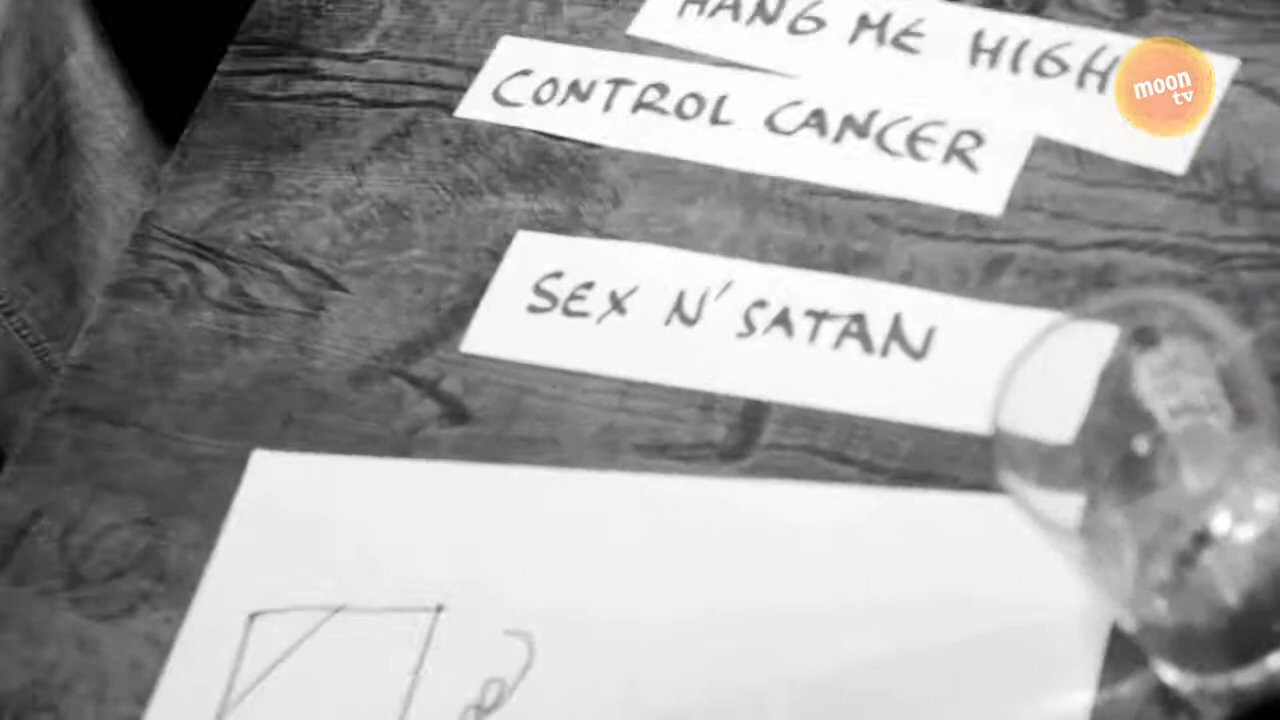 HANG ME HIGH
moon
tv
CONTROL CANCER
SEX N' SATAN